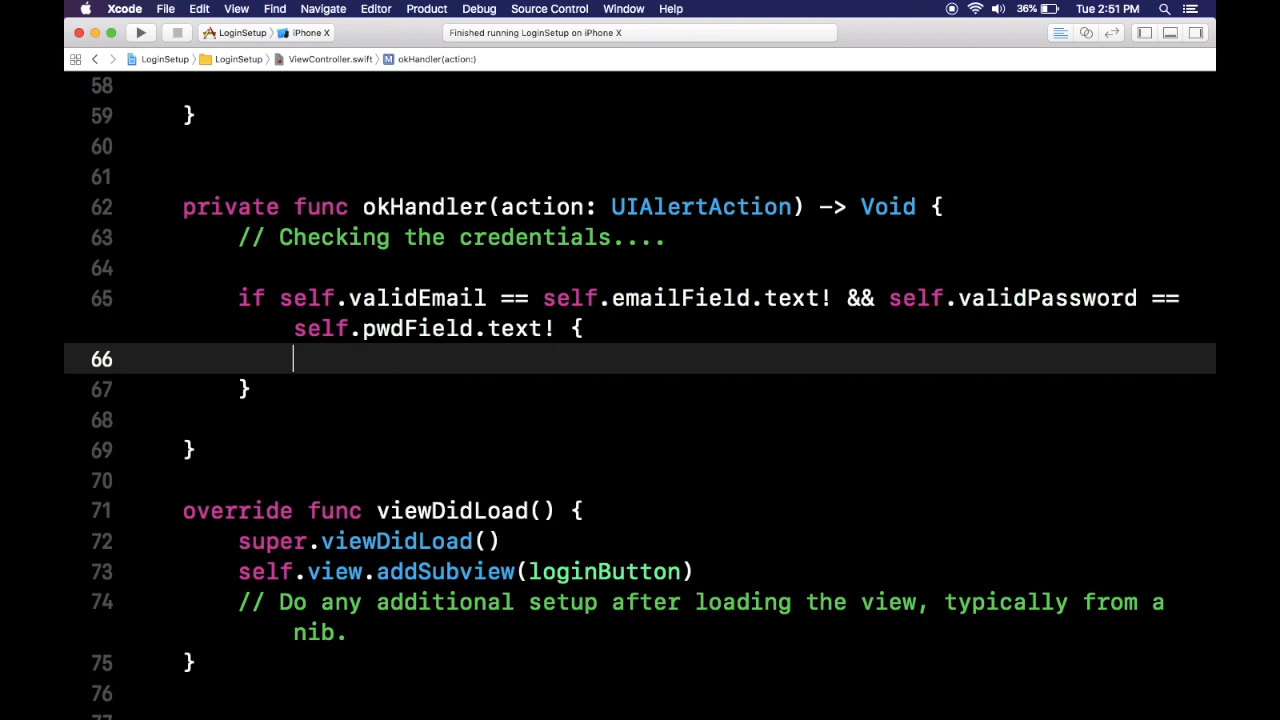 Xcode File Edit View Find Navigate Editor Product Debug Source Control Window Help 36% Tue 2:51 PM
LoginSetup iPhone X Finished running LoginSetup on iPhone X
LoginSetup LoginSetup ViewController.swift M okHandler(action:)
58
59 }
60
61
62 private func okHandler(action: UIAlertAction) -> Void {
63 // Checking the credentials....
64
65 if self.validEmail == self.emailField.text! && self.validPassword ==
self.pwdField.text! {
66
67 }
68
69 }
70
71 override func viewDidLoad() {
72 super.viewDidLoad()
73 self.view.addSubview(loginButton)
74 // Do any additional setup after loading the view, typically from a
nib.
75 }
76